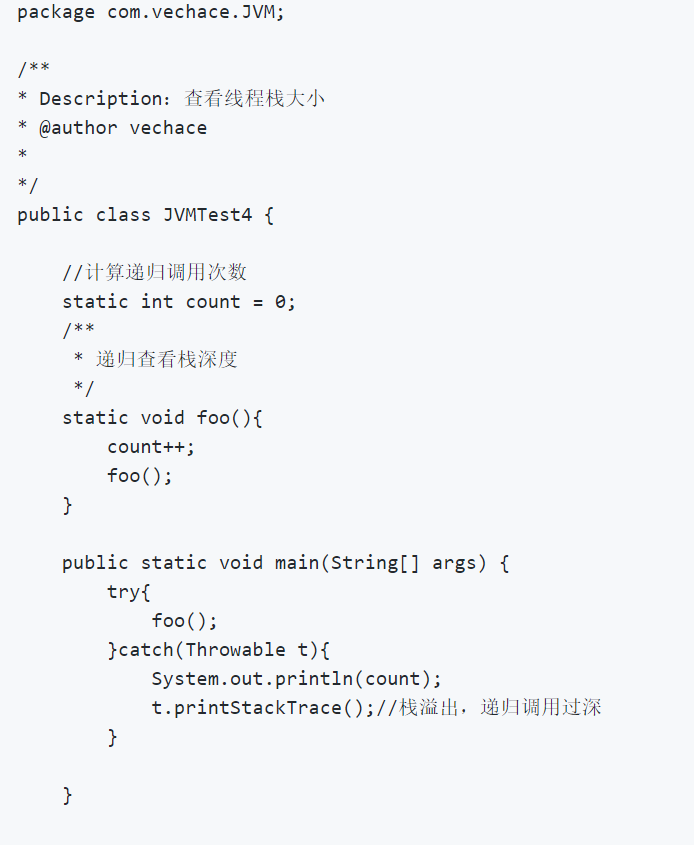 package com.vechace.JVM;
/**
* Description: 查看线程栈大小
* @author vechace
*
*/
public class JVMTest4 {
//计算递归调用次数
static int count = 0;
/**
* 递归查看栈深度
*/
static void foo(){
count++;
foo();
}
public static void main(String[] args) {
try{
foo();
}catch(Throwable t){
System.out.println(count);
t.printStackTrace();//栈溢出，递归调用过深
}
}